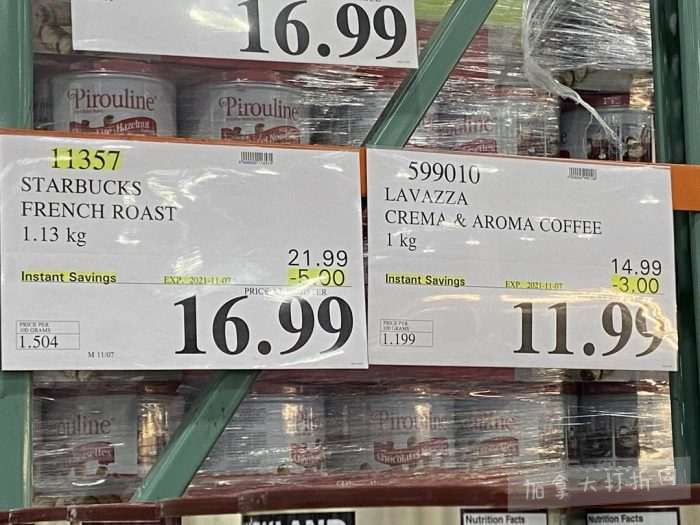 16.99
Pirouline
Chocolate Hazelnut
Pirouline
11357
STARBUCKS
FRENCH ROAST
1.13 kg
21.99
Instant Savings
EXP. 2021-11-07
-5.00
16.99
PRICE PER
100 GRAMS
1.504
M 11/07
599010
LAVAZZA
CREMA & AROMA COFFEE
1 kg
14.99
Instant Savings
EXP. 2021-11-07
-3.00
11.99
PRICE PER
100 GRAMS
1.199
Pirouline
Pirouline
Nutrition Facts
Nutrition Facts
加拿大打折网